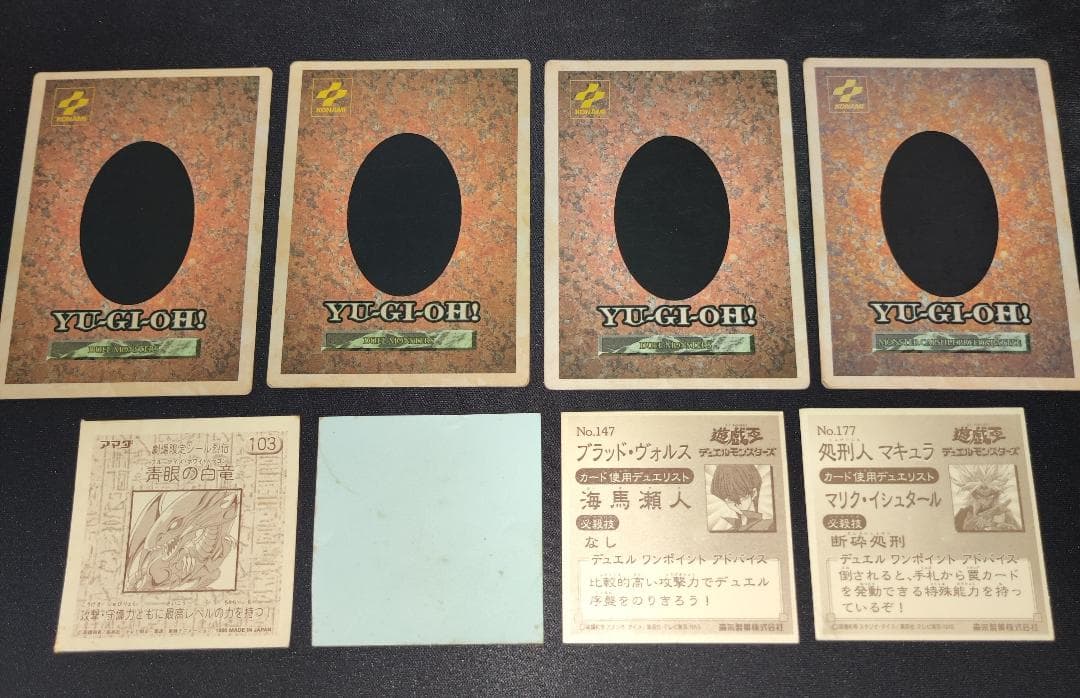 KONAMI
YU-GI-OH!
DUEL MONSTERS
KONAMI
YU-GI-OH!
DUEL MONSTERS
KONAMI
YU-GI-OH!
DUEL MONSTERS
KONAMI
YU-GI-OH!
MONSTER CAPSULE BREED & BATTLE
アマダ
103
劇場限定シール列伝
青眼の白竜
攻撃・守備力ともに最高レベルの力を持つ!
MADE IN JAPAN
No.147
遊戯王
デュエルモンスターズ
ブラッド・ヴォルス
カード使用デュエリスト
海馬瀬人
必殺技
なし
デュエル ワンポイント アドバイス
比較的高い攻撃力でデュエル
序盤をのりきろう!
No.177
遊戯王
デュエルモンスターズ
処刑人 マキュラ
カード使用デュエリスト
マリク・イシュタール
必殺技
断砕処刑
デュエル ワンポイント アドバイス
倒されると、手札から罠カード
を発動できる特殊能力を持っ
ているぞ!